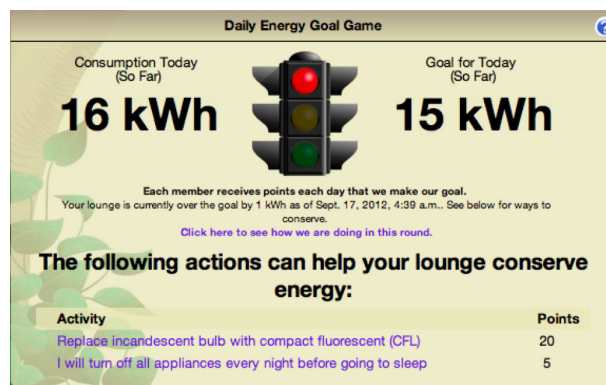 Daily Energy Goal Game
?
Consumption Today
(So Far)
16 kWh
Goal for Today
(So Far)
15 kWh
Each member receives points each day that we make our goal.
Your lounge is currently over the goal by 1 kWh as of Sept. 17, 2012, 4:39 a.m.. See below for ways to
conserve.
Click here to see how we are doing in this round.
The following actions can help your lounge conserve
energy:
Activity Points
Replace incandescent bulb with compact fluorescent (CFL) 20
I will turn off all appliances every night before going to sleep 5